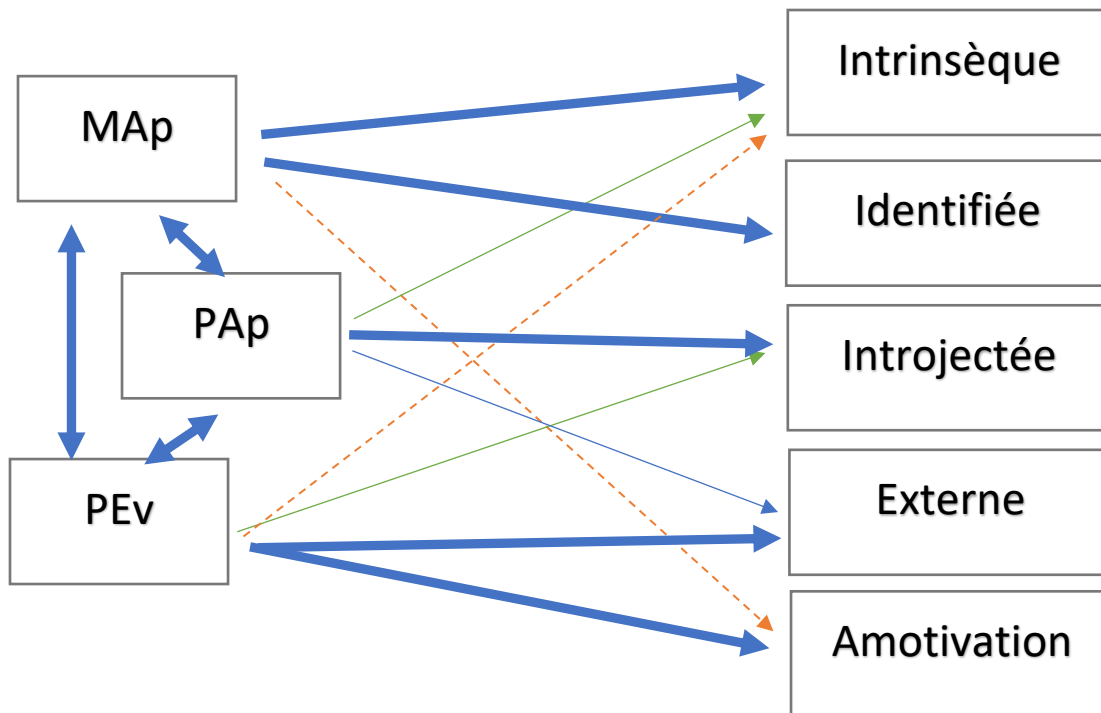 MAp
PAp
PEv
Intrinsèque
Identifiée
Introjectée
Externe
Amotivation